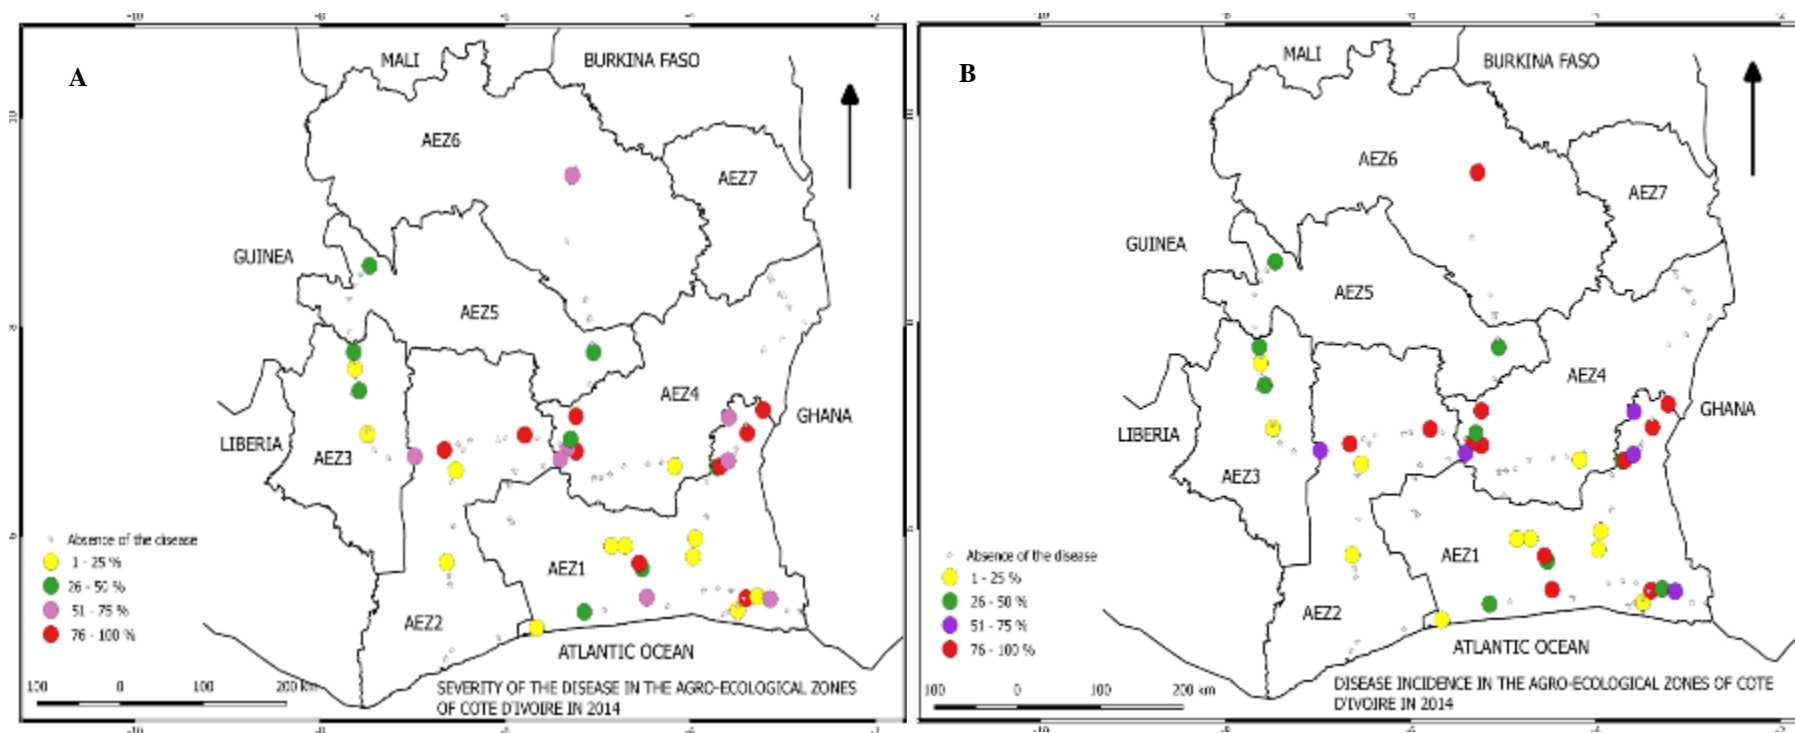 A
MALI
BURKINA FASO
AEZ6
AEZ7
GUINEA
AEZ5
AEZ4
GHANA
LIBERIA
AEZ3
Absence of the disease
1 - 25 %
26 - 50 %
51 - 75 %
76 - 100 %
AEZ1
AEZ2
ATLANTIC OCEAN
100 0 100 200 km
SEVERITY OF THE DISEASE IN THE AGRO-ECOLOGICAL ZONES
OF COTE D'IVOIRE IN 2014
B
MALI
BURKINA FASO
AEZ6
AEZ7
GUINEA
AEZ5
AEZ4
GHANA
LIBERIA
AEZ3
Absence of the disease
1 - 25 %
26 - 50 %
51 - 75 %
76 - 100 %
AEZ1
AEZ2
ATLANTIC OCEAN
100 0 100 200 km
DISEASE INCIDENCE IN THE AGRO-ECOLOGICAL ZONES OF COTE
D'IVOIRE IN 2014